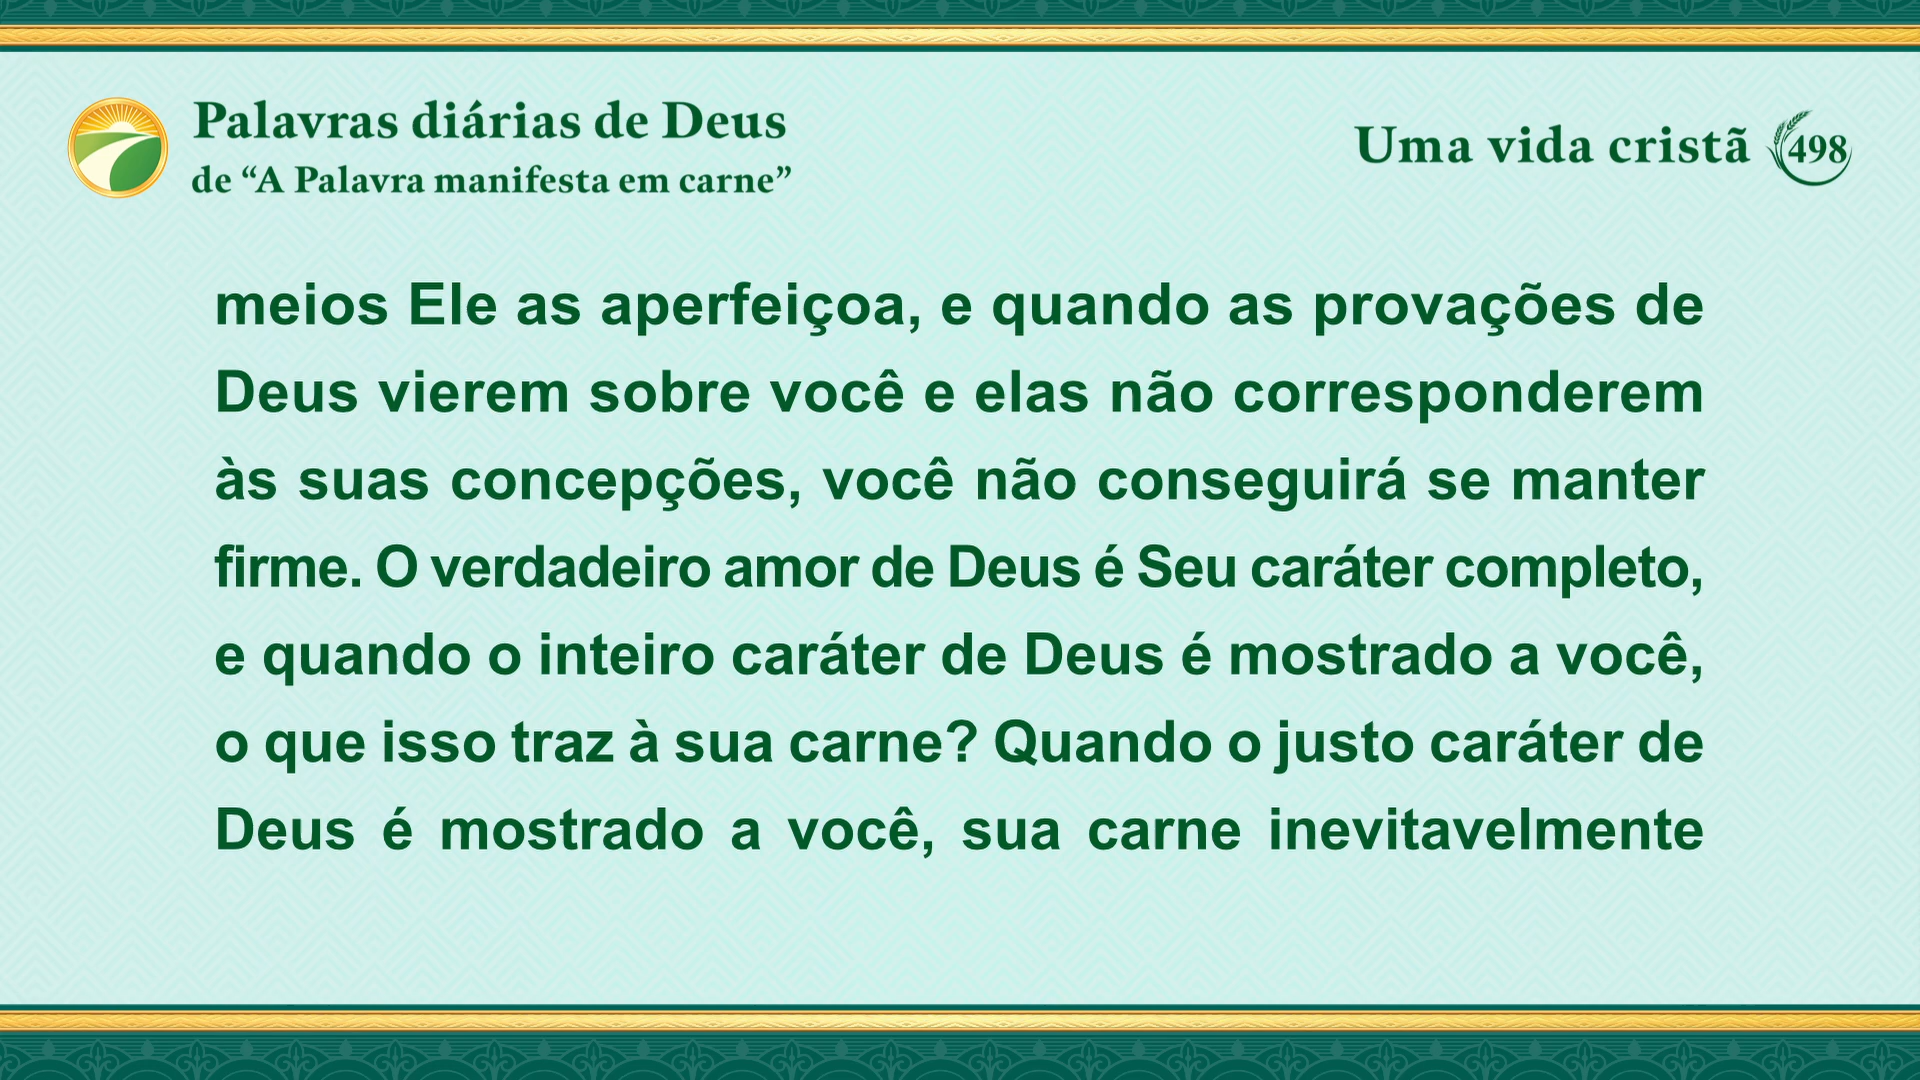 Palavras diárias de Deus
de “A Palavra manifesta em carne”
Uma vida cristã 498
meios Ele as aperfeiçoa, e quando as provações de
Deus vierem sobre você e elas não corresponderem
às suas concepções, você não conseguirá se manter
firme. O verdadeiro amor de Deus é Seu caráter completo,
e quando o inteiro caráter de Deus é mostrado a você,
o que isso traz à sua carne? Quando o justo caráter de
Deus é mostrado a você, sua carne inevitavelmente